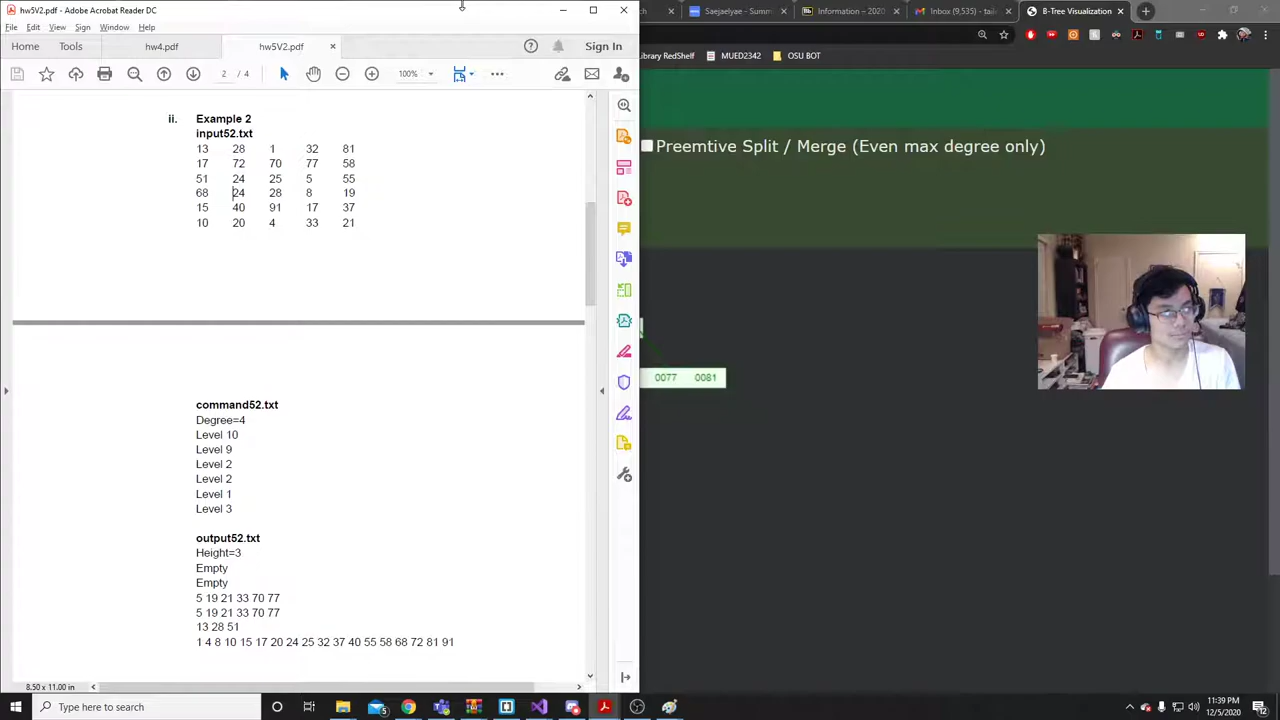 hw5V2.pdf - Adobe Acrobat Reader DC
File Edit View Sign Window Help
Home Tools hw4.pdf hw5V2.pdf × Sign In
2 / 4 100%
ii. Example 2
input52.txt
13 28 1 32 81
17 72 70 77 58
51 24 25 5 55
68 24 28 8 19
15 40 91 17 37
10 20 4 33 21
command52.txt
Degree=4
Level 10
Level 9
Level 2
Level 2
Level 1
Level 3
output52.txt
Height=3
Empty
Empty
5 19 21 33 70 77
5 19 21 33 70 77
13 28 51
1 4 8 10 15 17 20 24 25 32 37 40 55 58 68 72 81 91
8.50 x 11.00 in
Saejaelyae - Summ
Information – 2020
Inbox (9,535) - tai
B-Tree Visualization
Library RedShelf MUED2342 OSU BOT
Preemtive Split / Merge (Even max degree only)
0077 0081
Type here to search
11:39 PM
12/5/2020